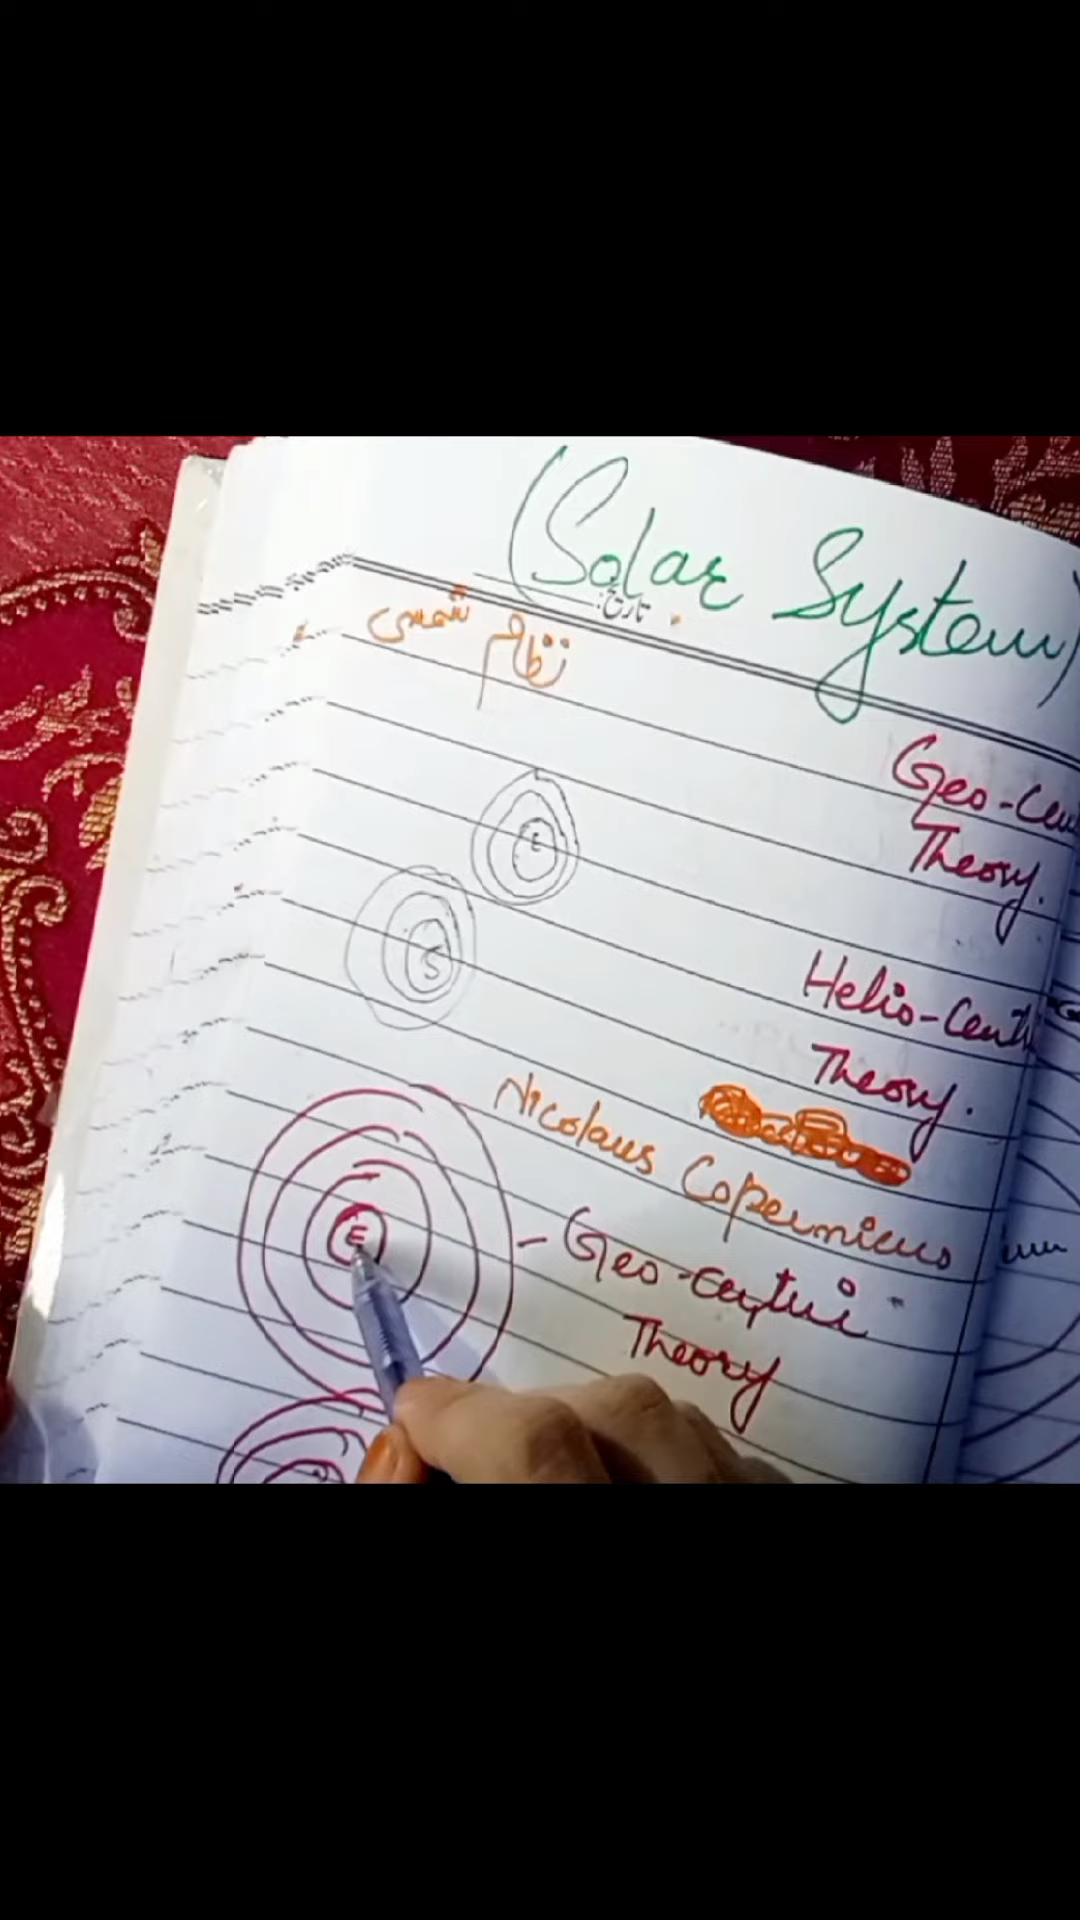 (Solar System)
تاریخ:
نظام شمسی
Geo-Cen
Theory.
E
S
Helio-Cent
Theory.
Nicolaus Copernicus
E
- Geo-centric
Theory